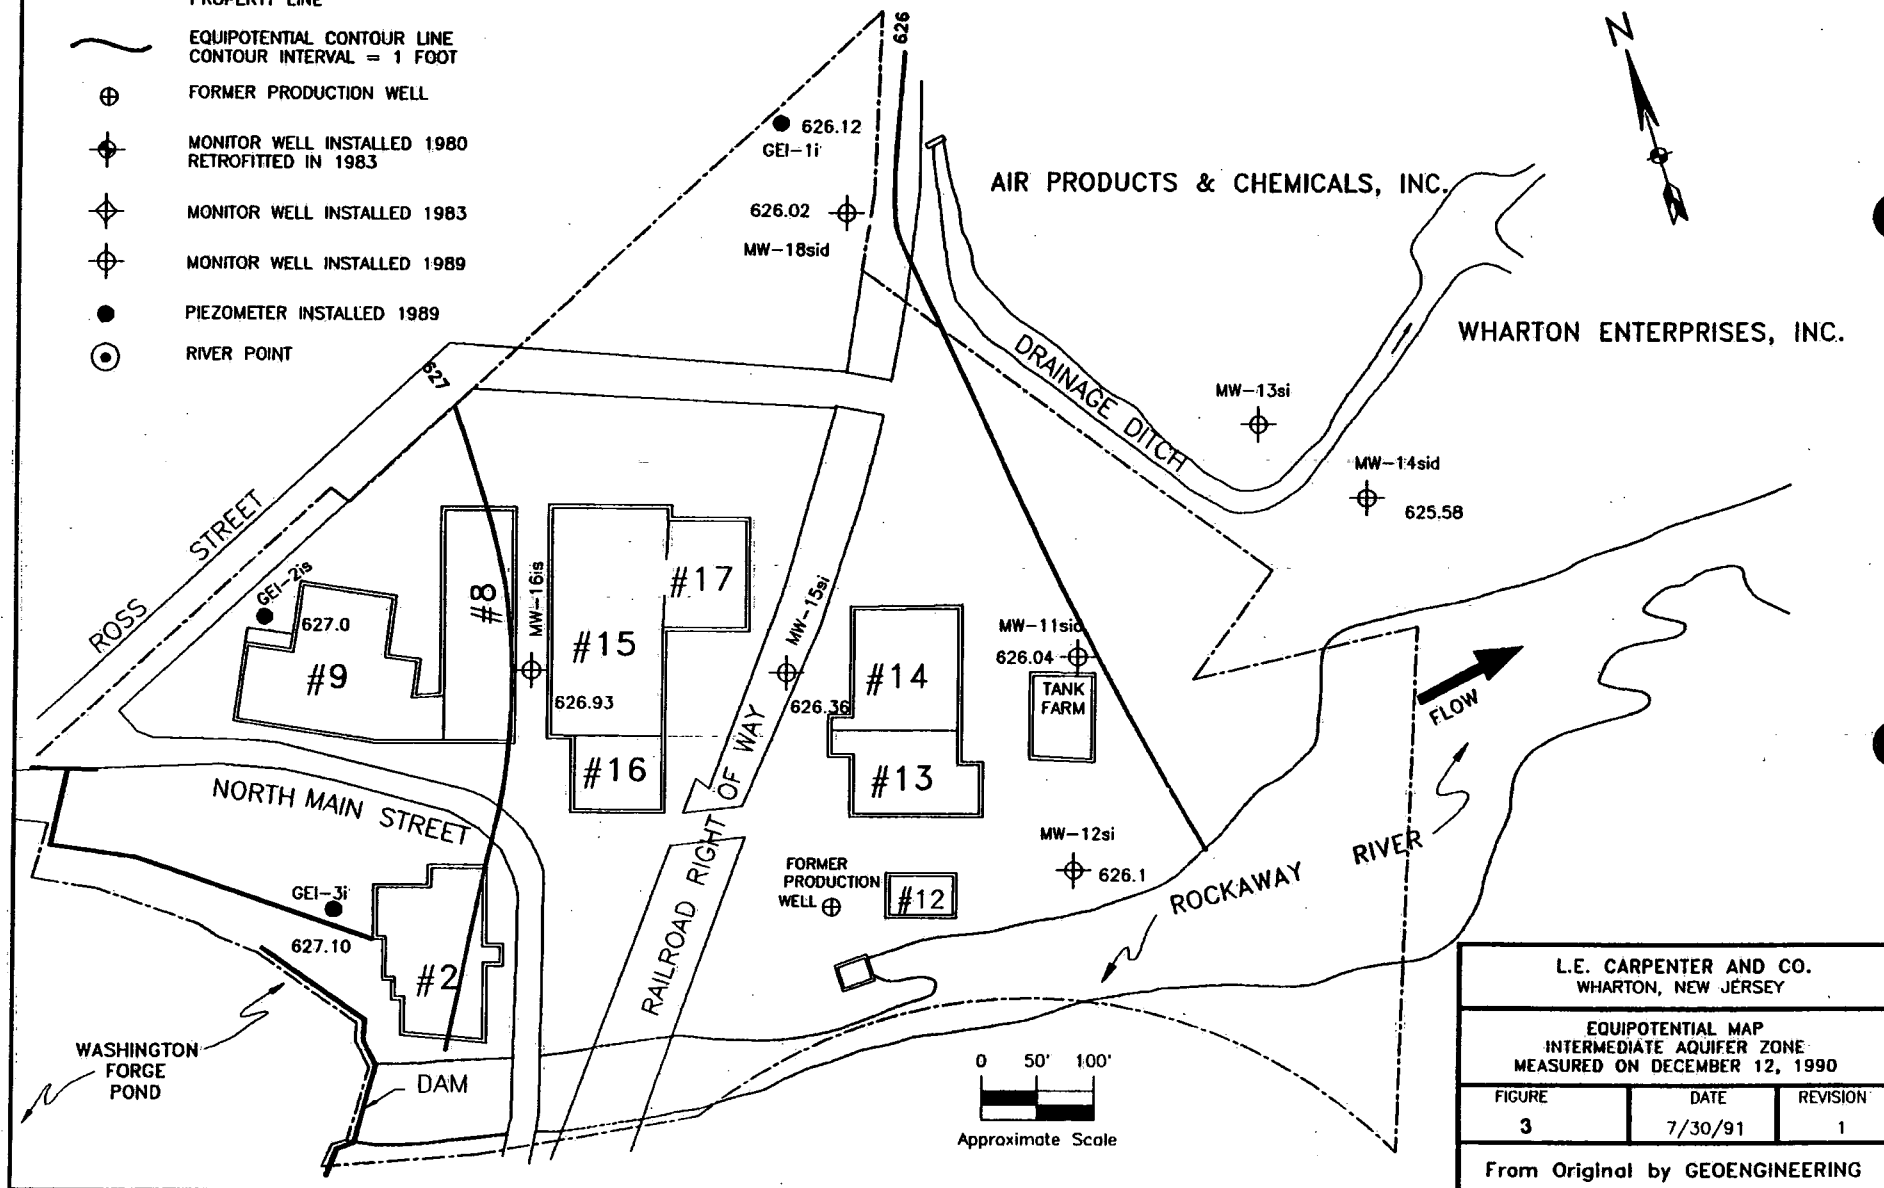 PROPERTY LINE
EQUIPOTENTIAL CONTOUR LINE
CONTOUR INTERVAL = 1 FOOT
FORMER PRODUCTION WELL
MONITOR WELL INSTALLED 1980
RETROFITTED IN 1983
MONITOR WELL INSTALLED 1983
MONITOR WELL INSTALLED 1989
PIEZOMETER INSTALLED 1989
RIVER POINT
626
N
626.12
GEI-1i
626.02
MW-18sid
AIR PRODUCTS & CHEMICALS, INC.
WHARTON ENTERPRISES, INC.
DRAINAGE DITCH
MW-13si
MW-14sid
625.58
627
ROSS STREET
GEI-2is
627.0
#9
#8
MW-16is
626.93
#15
#17
#16
MW-15si
626.36
#14
#13
MW-11sid
626.04
TANK
FARM
FLOW
NORTH MAIN STREET
RAILROAD RIGHT OF WAY
MW-12si
626.1
FORMER
PRODUCTION
WELL
#12
ROCKAWAY RIVER
GEI-3i
627.10
#2
WASHINGTON
FORGE
POND
DAM
0 50' 100'
Approximate Scale
L.E. CARPENTER AND CO.
WHARTON, NEW JERSEY
EQUIPOTENTIAL MAP
INTERMEDIATE AQUIFER ZONE
MEASURED ON DECEMBER 12, 1990
FIGURE DATE REVISION
3 7/30/91 1
From Original by GEOENGINEERING